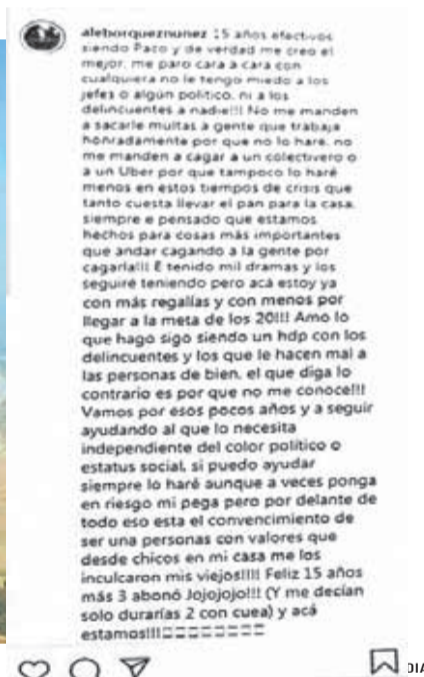 aleborqueznunez 15 años efectivos
siendo Paco y de verdad me creo el
mejor, me paro cara a cara con
cualquiera no le tengo miedo a los
jefes o algún político, ni a los
delincuentes a nadie!!! No me manden
a sacarle multas a gente que trabaja
honradamente por que no lo hare, no
me manden a cagar a un colectivero o
a un Uber por que tampoco lo haré
menos en estos tiempos de crisis que
tanto cuesta llevar el pan para la casa,
siempre e pensado que estamos
hechos para cosas más importantes
que andar cagando a la gente por
cagarla!!! E tenido mil dramas y los
seguiré teniendo pero acá estoy ya
con más regalías y con menos por
llegar a la meta de los 20!!! Amo lo
que hago sigo siendo un hdp con los
delincuentes y los que le hacen mal a
las personas de bien, el que diga lo
contrario es por que no me conoce!!!
Vamos por esos pocos años y a seguir
ayudando al que lo necesita
independiente del color político o
estatus social, si puedo ayudar
siempre lo haré aunque a veces ponga
en riesgo mi pega pero por delante de
todo eso esta el convencimiento de
ser una personas con valores que
desde chicos en mi casa me los
inculcaron mis viejos!!!! Feliz 15 años
más 3 abonó Jojojojo!!! (Y me decían
solo durarías 2 con cuea) y acá
estamos!!!
DIA